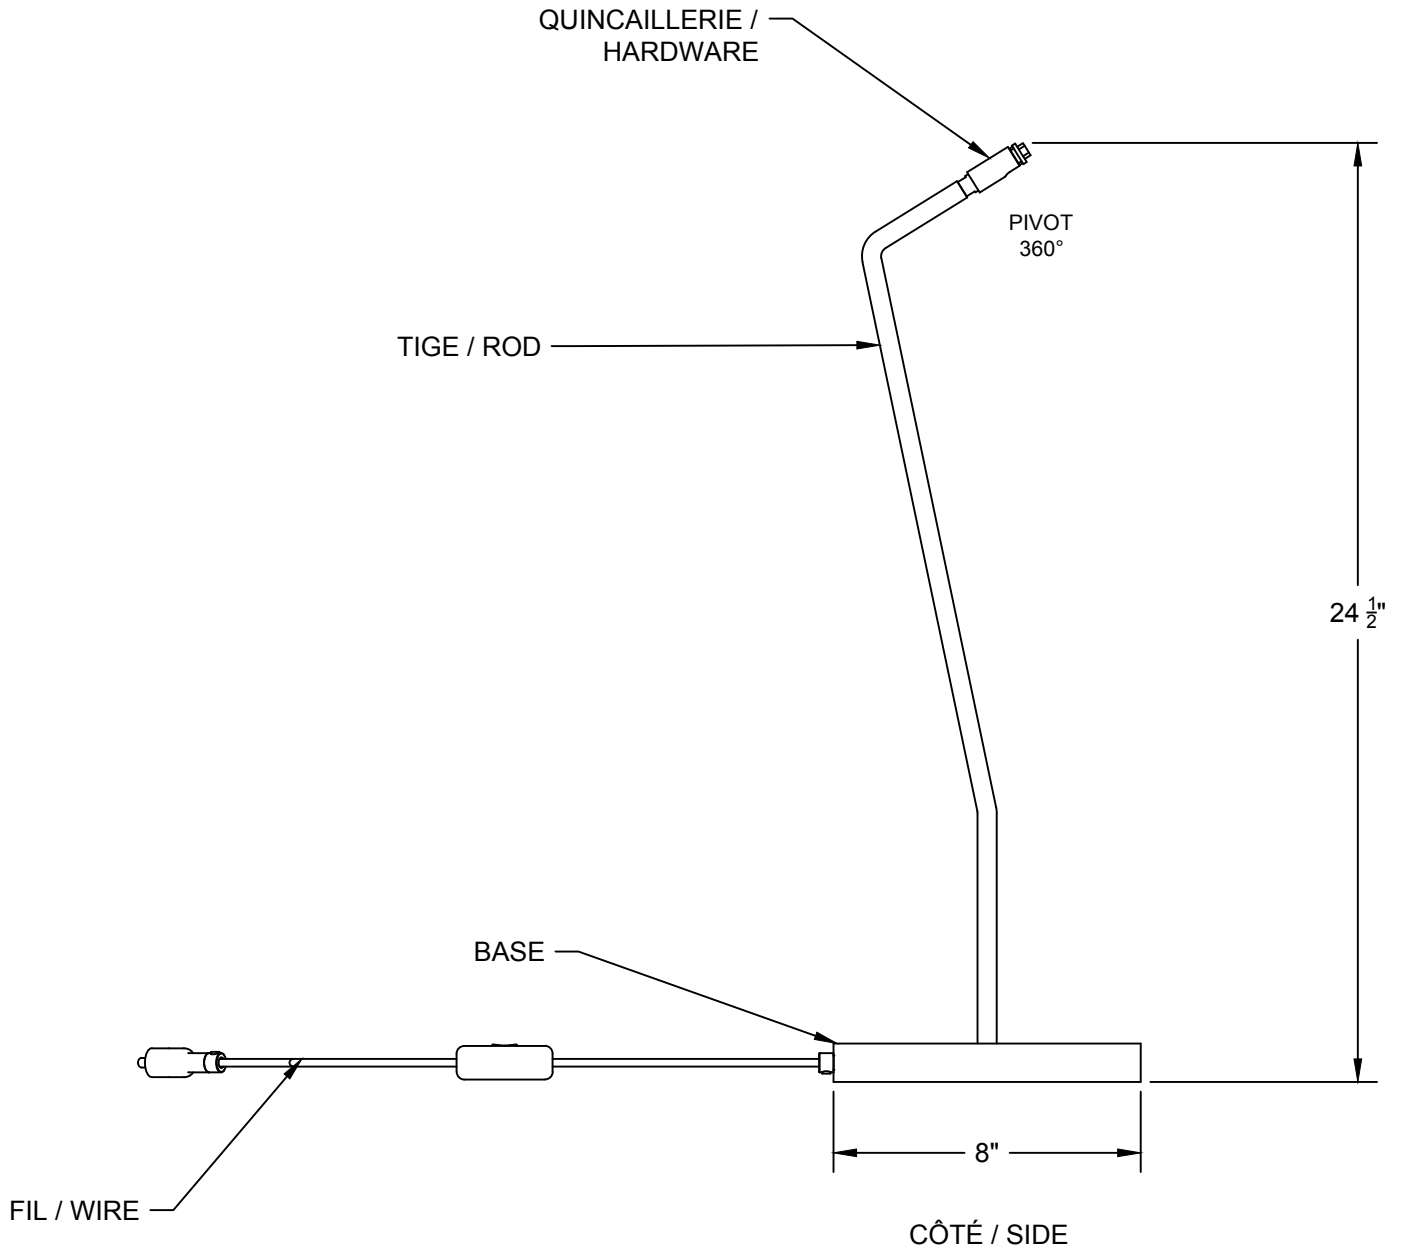 QUINCAILLERIE /
HARDWARE
PIVOT
360°
TIGE / ROD
24 1/2"
BASE
8"
FIL / WIRE
CÔTÉ / SIDE